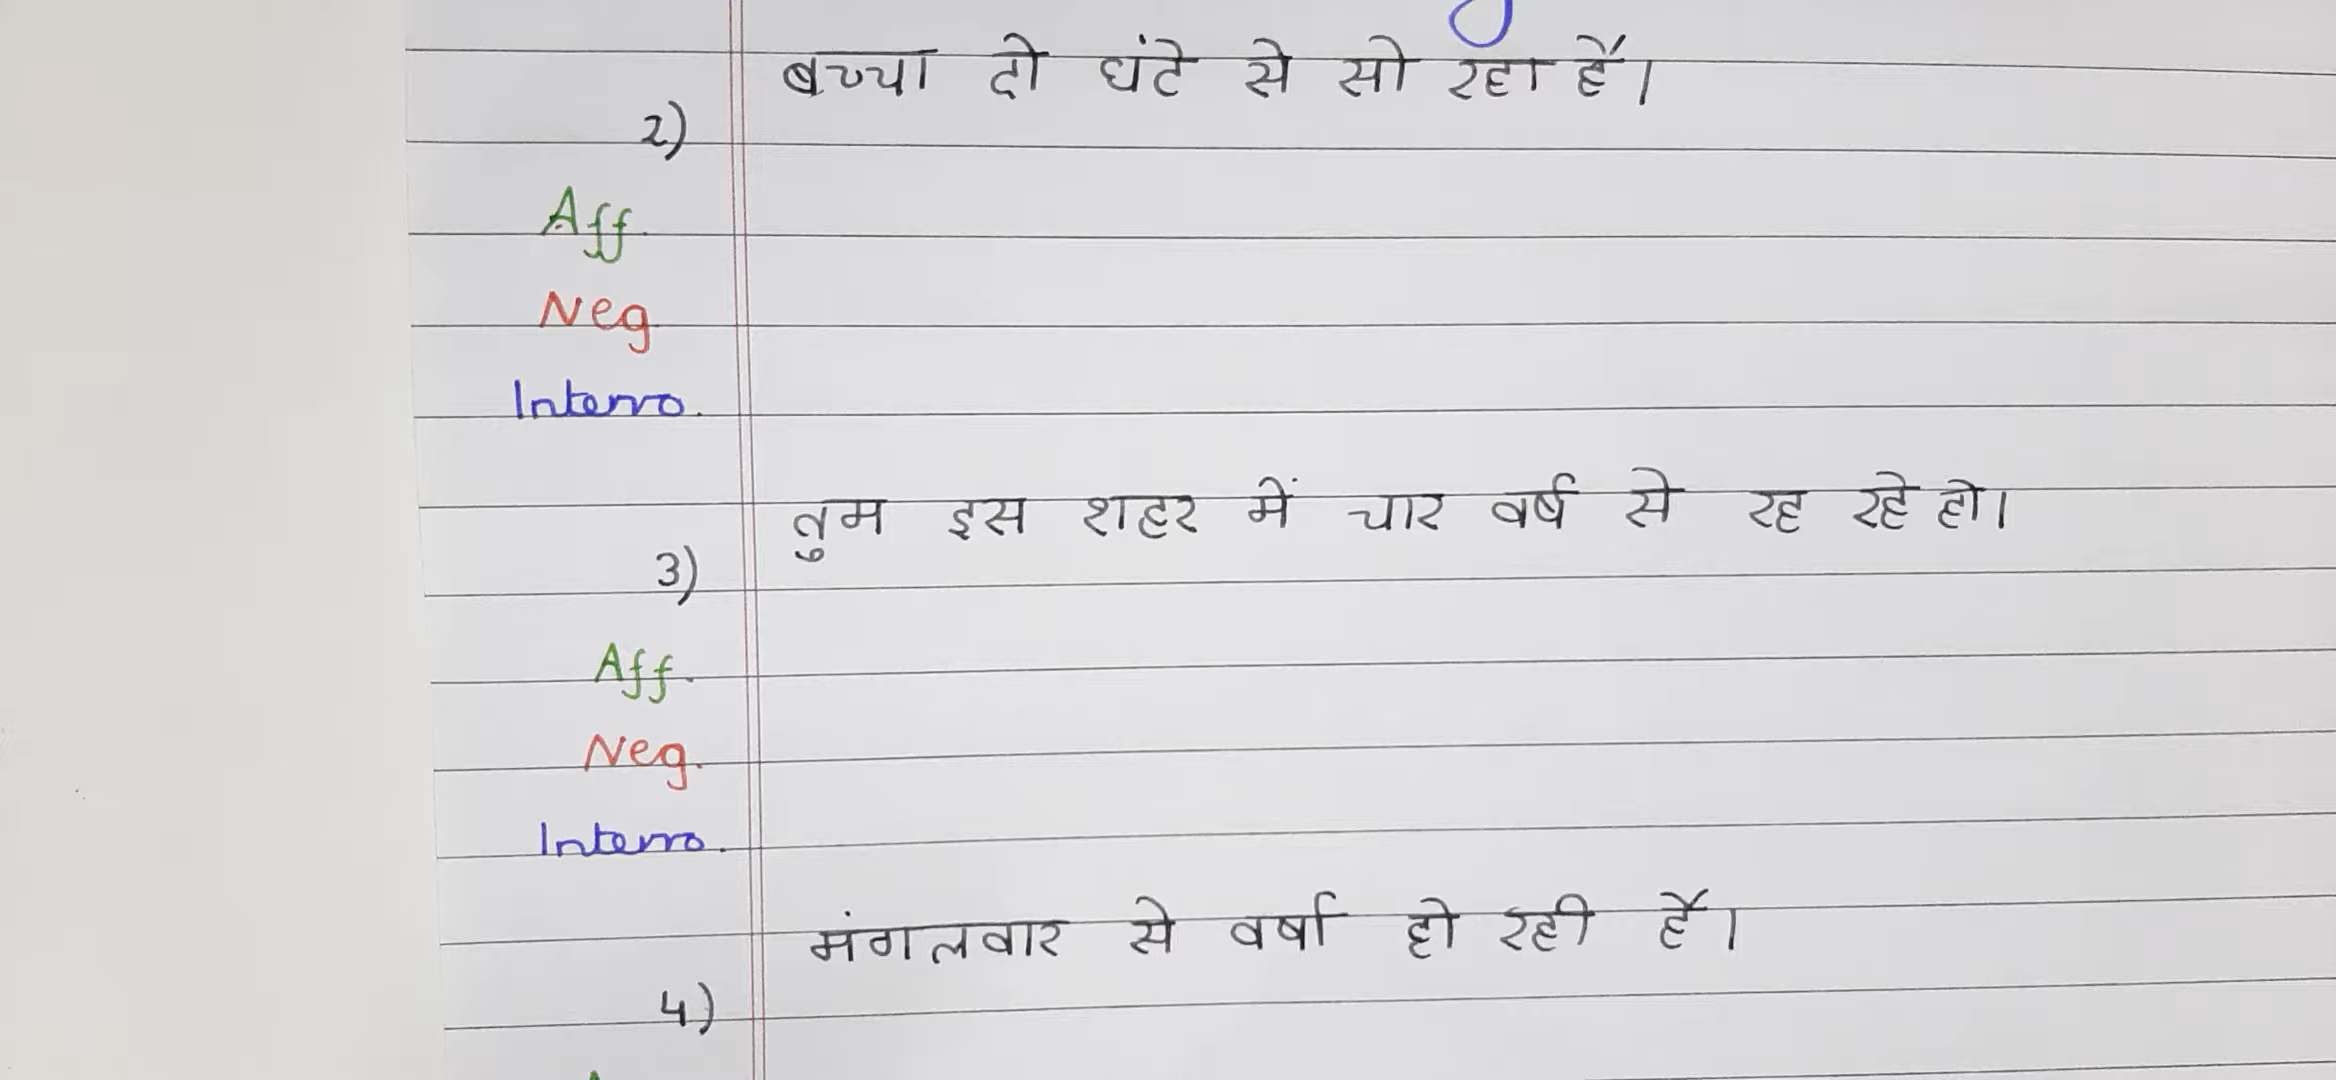 बच्चा दो घंटे से सो रहा है।
2)
Aff.
Neg.
Interro.
तुम इस शहर में चार वर्ष से रह रहे हो।
3)
Aff.
Neg.
Interro.
मंगलवार से वर्षा हो रही है।
4)